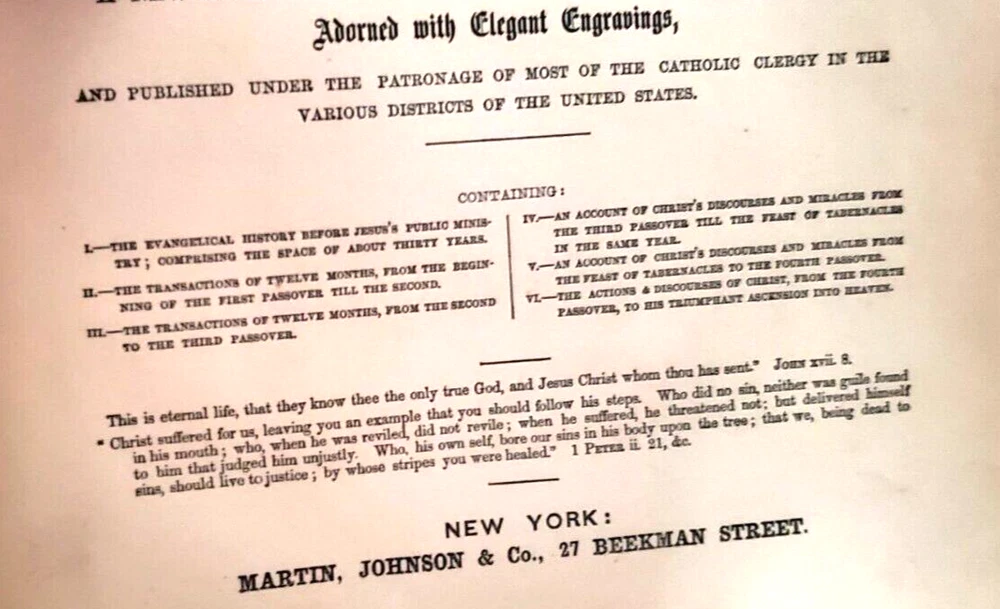 Adorned with Elegant Engravings,
AND PUBLISHED UNDER THE PATRONAGE OF MOST OF THE CATHOLIC CLERGY IN THE
VARIOUS DISTRICTS OF THE UNITED STATES.
CONTAINING:
I.—THE EVANGELICAL HISTORY BEFORE JESUS'S PUBLIC MINIS-
TRY; COMPRISING THE SPACE OF ABOUT THIRTY YEARS.
II.—THE TRANSACTIONS OF TWELVE MONTHS, FROM THE BEGIN-
NING OF THE FIRST PASSOVER TILL THE SECOND.
III.—THE TRANSACTIONS OF TWELVE MONTHS, FROM THE SECOND
TO THE THIRD PASSOVER.
IV.—AN ACCOUNT OF CHRIST'S DISCOURSES AND MIRACLES FROM
THE THIRD PASSOVER TILL THE FEAST OF TABERNACLES
IN THE SAME YEAR.
V.—AN ACCOUNT OF CHRIST'S DISCOURSES AND MIRACLES FROM
THE FEAST OF TABERNACLES TO THE FOURTH PASSOVER.
VI.—THE ACTIONS & DISCOURSES OF CHRIST, FROM THE FOURTH
PASSOVER, TO HIS TRIUMPHANT ASCENSION INTO HEAVEN.
This is eternal life, that they know thee the only true God, and Jesus Christ whom thou has sent." JOHN xvii. 8.
"Christ suffered for us, leaving you an example that you should follow his steps. Who did no sin, neither was guile found
in his mouth; who, when he was reviled, did not revile; when he suffered, he threatened not; but delivered himself
to him that judged him unjustly. Who, his own self, bore our sins in his body upon the tree; that we, being dead to
sins, should live to justice; by whose stripes you were healed." 1 PETER ii. 21, &c.
NEW YORK:
MARTIN, JOHNSON & Co., 27 BEEKMAN STREET.